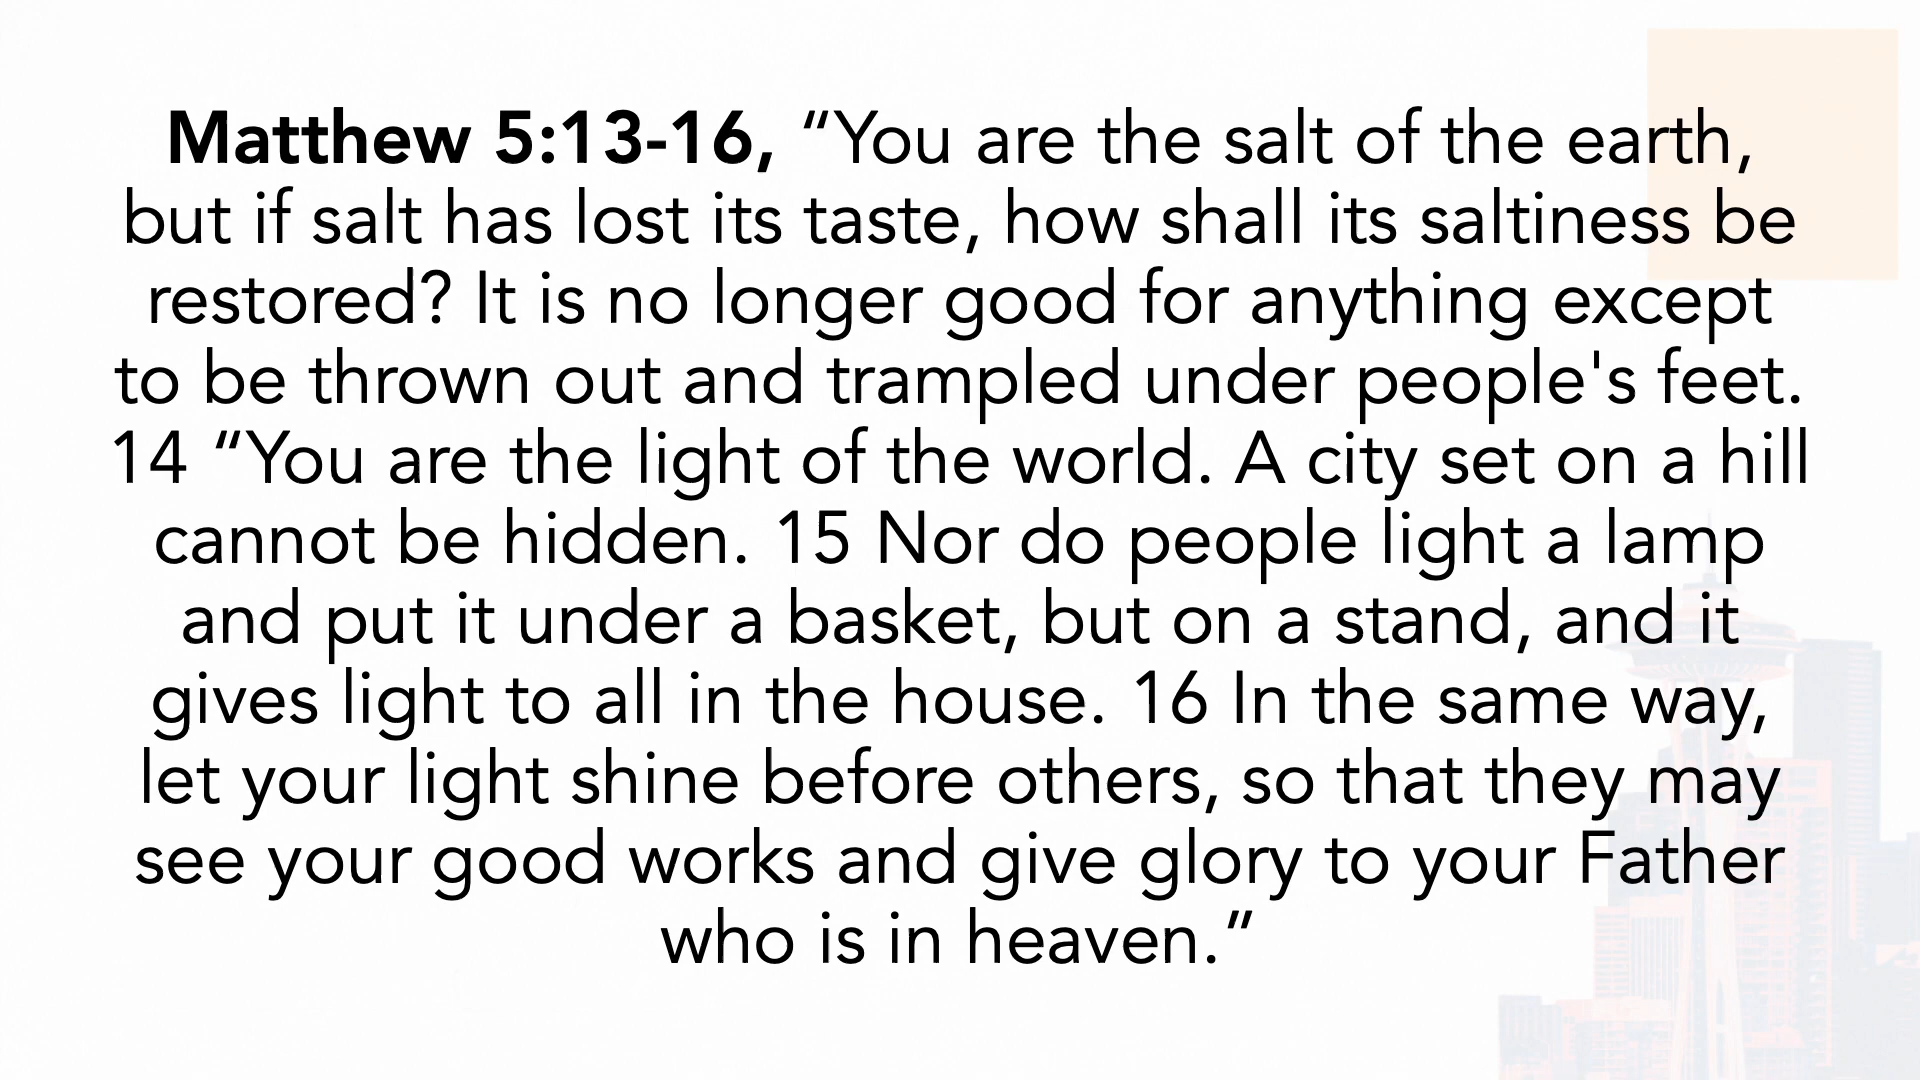 Matthew 5:13-16, “You are the salt of the earth,
but if salt has lost its taste, how shall its saltiness be
restored? It is no longer good for anything except
to be thrown out and trampled under people's feet.
14 “You are the light of the world. A city set on a hill
cannot be hidden. 15 Nor do people light a lamp
and put it under a basket, but on a stand, and it
gives light to all in the house. 16 In the same way,
let your light shine before others, so that they may
see your good works and give glory to your Father
who is in heaven.”